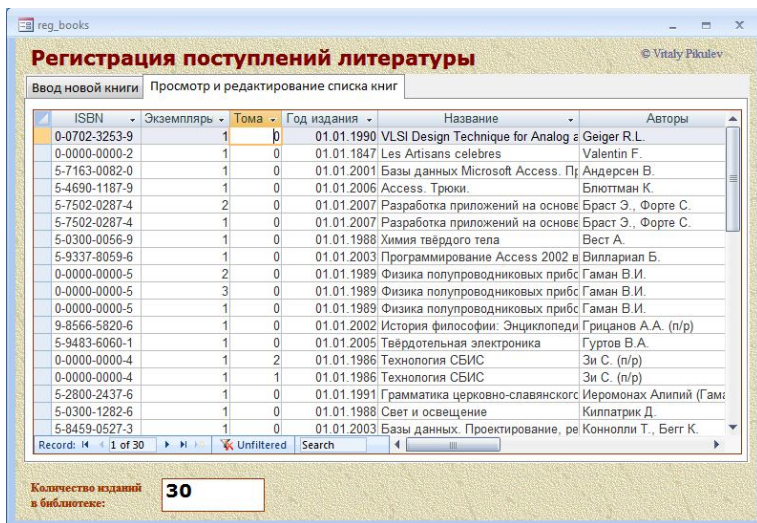 reg_books
Регистрация поступлений литературы
© Vitaly Pikulev
Ввод новой книги Просмотр и редактирование списка книг
ISBN Экземпляры Тома Год издания Название Авторы
0-0702-3253-9 1 0 01.01.1990 VLSI Design Technique for Analog a Geiger R.L.
0-0000-0000-2 1 0 01.01.1847 Les Artisans celebres Valentin F.
5-7163-0082-0 1 0 01.01.2001 Базы данных Microsoft Access. Пр Андерсен В.
5-4690-1187-9 1 0 01.01.2006 Access. Трюки. Блюттман К.
5-7502-0287-4 2 0 01.01.2007 Разработка приложений на основе Браст Э., Форте С.
5-7502-0287-4 1 0 01.01.2007 Разработка приложений на основе Браст Э., Форте С.
5-0300-0056-9 1 0 01.01.1988 Химия твёрдого тела Вест А.
5-9337-8059-6 1 0 01.01.2003 Программирование Access 2002 в Виллариал Б.
0-0000-0000-5 2 0 01.01.1989 Физика полупроводниковых прибо Гаман В.И.
0-0000-0000-5 3 0 01.01.1989 Физика полупроводниковых прибо Гаман В.И.
0-0000-0000-5 1 0 01.01.1989 Физика полупроводниковых прибо Гаман В.И.
9-8566-5820-6 1 0 01.01.2002 История философии: Энциклопеди Грицанов А.А. (п/р)
5-9483-6060-1 1 0 01.01.2005 Твёрдотельная электроника Гуртов В.А.
0-0000-0000-4 1 2 01.01.1986 Технология СБИС Зи С. (п/р)
0-0000-0000-4 1 1 01.01.1986 Технология СБИС Зи С. (п/р)
5-2800-2437-6 1 0 01.01.1991 Грамматика церковно-славянского Иеромонах Алипий (Гама
5-0300-1282-6 1 0 01.01.1988 Свет и освещение Килпатрик Д.
5-8459-0527-3 1 0 01.01.2003 Базы данных. Проектирование, ре Коннолли Т., Бегг К.
Record: 1 of 30 Unfiltered Search
Количество изданий
в библиотеке:
30